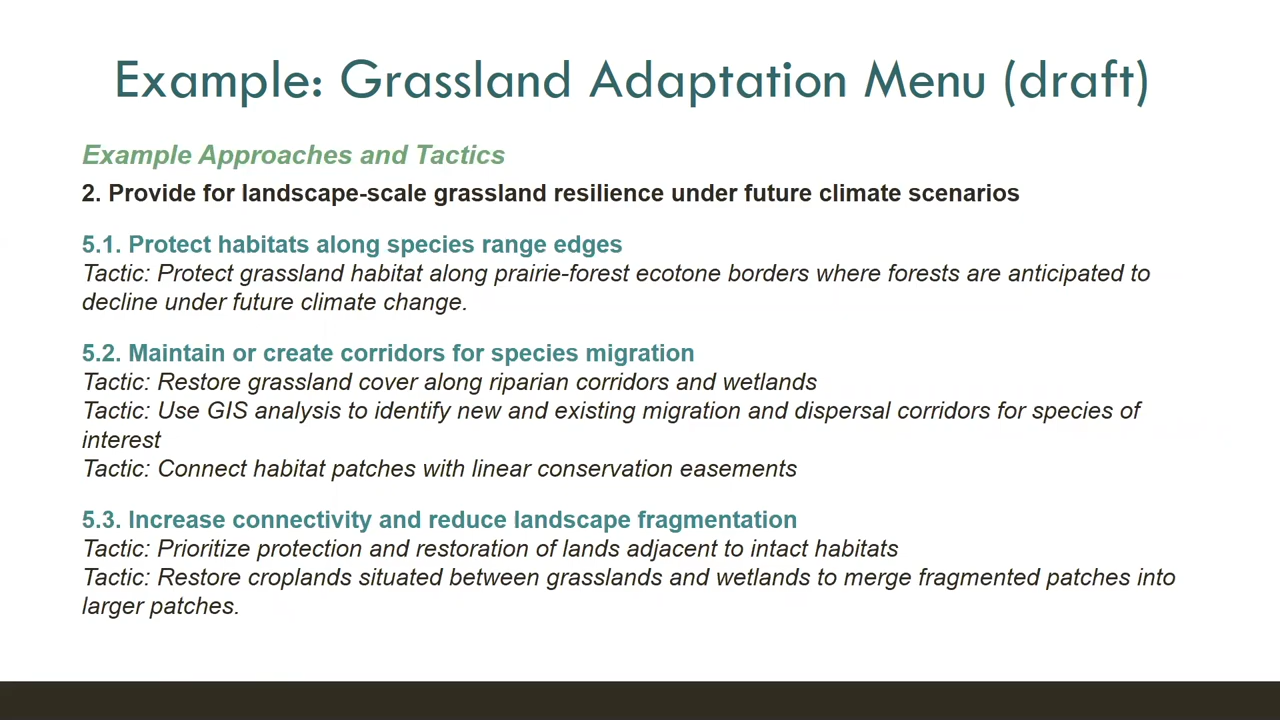 Example: Grassland Adaptation Menu (draft)
Example Approaches and Tactics
2. Provide for landscape-scale grassland resilience under future climate scenarios
5.1. Protect habitats along species range edges
Tactic: Protect grassland habitat along prairie-forest ecotone borders where forests are anticipated to
decline under future climate change.
5.2. Maintain or create corridors for species migration
Tactic: Restore grassland cover along riparian corridors and wetlands
Tactic: Use GIS analysis to identify new and existing migration and dispersal corridors for species of
interest
Tactic: Connect habitat patches with linear conservation easements
5.3. Increase connectivity and reduce landscape fragmentation
Tactic: Prioritize protection and restoration of lands adjacent to intact habitats
Tactic: Restore croplands situated between grasslands and wetlands to merge fragmented patches into
larger patches.